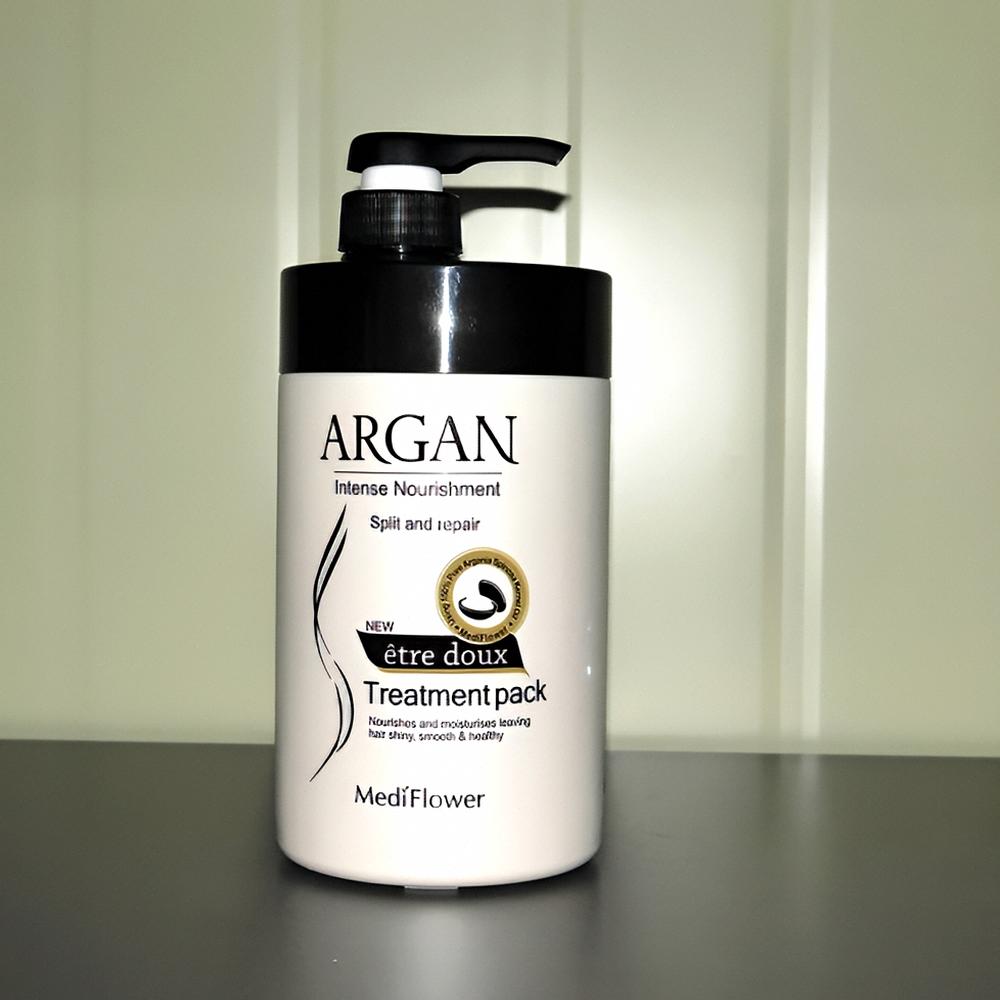 ARGAN
Intense Nourishment
Split and repair
MediFlower
NEW
être doux
Treatment pack
Nourishes and moisturises leaving
hair shiny, smooth & healthy
MediFlower